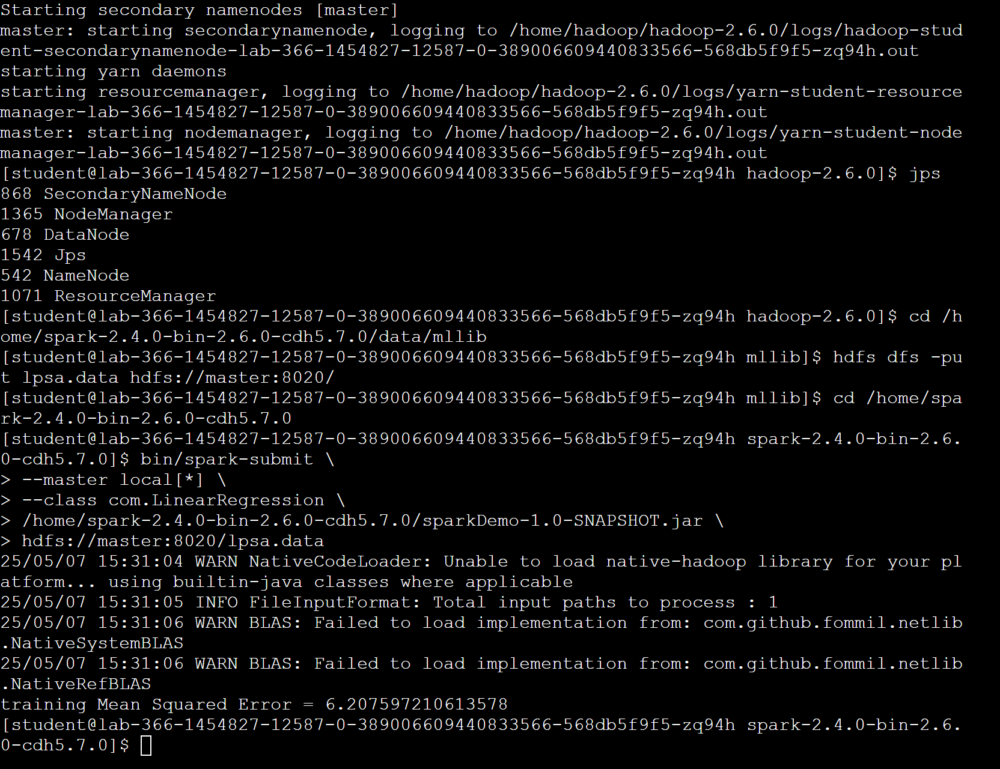 Starting secondary namenodes [master]
master: starting secondarynamenode, logging to /home/hadoop/hadoop-2.6.0/logs/hadoop-stud
ent-secondarynamenode-lab-366-1454827-12587-0-389006609440833566-568db5f9f5-zq94h.out
starting yarn daemons
starting resourcemanager, logging to /home/hadoop/hadoop-2.6.0/logs/yarn-student-resource
manager-lab-366-1454827-12587-0-389006609440833566-568db5f9f5-zq94h.out
master: starting nodemanager, logging to /home/hadoop/hadoop-2.6.0/logs/yarn-student-node
manager-lab-366-1454827-12587-0-389006609440833566-568db5f9f5-zq94h.out
[student@lab-366-1454827-12587-0-389006609440833566-568db5f9f5-zq94h hadoop-2.6.0]$ jps
868 SecondaryNameNode
1365 NodeManager
678 DataNode
1542 Jps
542 NameNode
1071 ResourceManager
[student@lab-366-1454827-12587-0-389006609440833566-568db5f9f5-zq94h hadoop-2.6.0]$ cd /h
ome/spark-2.4.0-bin-2.6.0-cdh5.7.0/data/mllib
[student@lab-366-1454827-12587-0-389006609440833566-568db5f9f5-zq94h mllib]$ hdfs dfs -pu
t lpsa.data hdfs://master:8020/
[student@lab-366-1454827-12587-0-389006609440833566-568db5f9f5-zq94h mllib]$ cd /home/spa
rk-2.4.0-bin-2.6.0-cdh5.7.0
[student@lab-366-1454827-12587-0-389006609440833566-568db5f9f5-zq94h spark-2.4.0-bin-2.6.
0-cdh5.7.0]$ bin/spark-submit \
> --master local[*] \
> --class com.LinearRegression \
> /home/spark-2.4.0-bin-2.6.0-cdh5.7.0/sparkDemo-1.0-SNAPSHOT.jar \
> hdfs://master:8020/lpsa.data
25/05/07 15:31:04 WARN NativeCodeLoader: Unable to load native-hadoop library for your pl
atform... using builtin-java classes where applicable
25/05/07 15:31:05 INFO FileInputFormat: Total input paths to process : 1
25/05/07 15:31:06 WARN BLAS: Failed to load implementation from: com.github.fommil.netlib
.NativeSystemBLAS
25/05/07 15:31:06 WARN BLAS: Failed to load implementation from: com.github.fommil.netlib
.NativeRefBLAS
training Mean Squared Error = 6.207597210613578
[student@lab-366-1454827-12587-0-389006609440833566-568db5f9f5-zq94h spark-2.4.0-bin-2.6.
0-cdh5.7.0]$